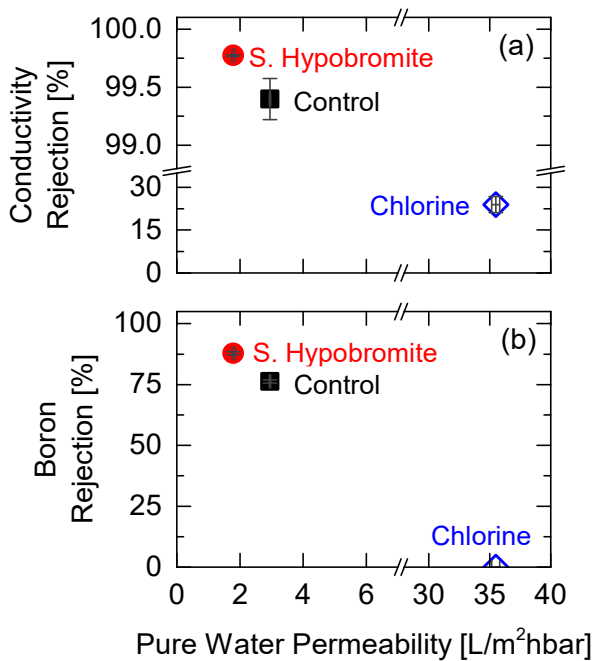 100.0
99.5
99.0
30
15
0
Conductivity
Rejection [%]
(a)
S. Hypobromite
Control
Chlorine
100
75
50
25
0
Boron
Rejection [%]
(b)
S. Hypobromite
Control
Chlorine
0 2 4 6 30 35 40
Pure Water Permeability [L/m²hbar]